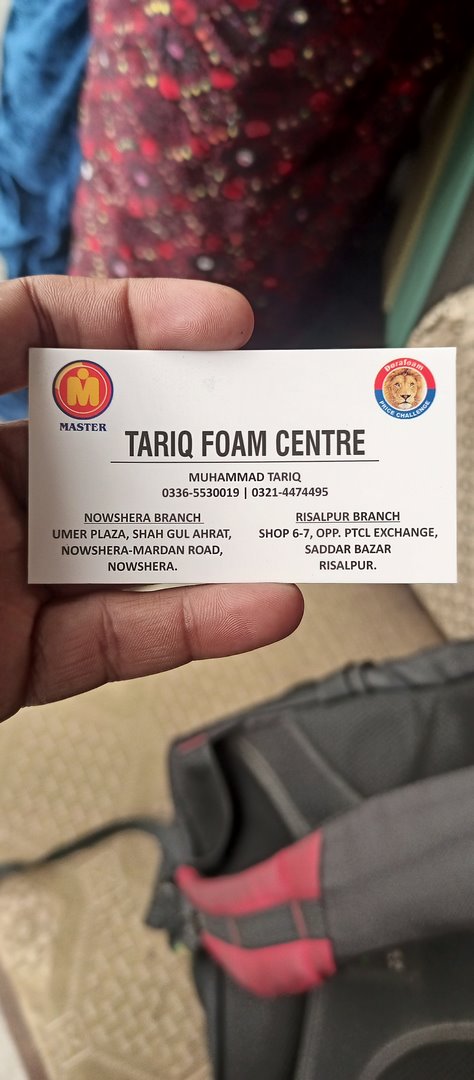 M
MASTER
Dorafoam
PRICE CHALLENGE
TARIQ FOAM CENTRE
MUHAMMAD TARIQ
0336-5530019 | 0321-4474495
NOWSHERA BRANCH
UMER PLAZA, SHAH GUL AHRAT,
NOWSHERA-MARDAN ROAD,
NOWSHERA.
RISALPUR BRANCH
SHOP 6-7, OPP. PTCL EXCHANGE,
SADDAR BAZAR
RISALPUR.